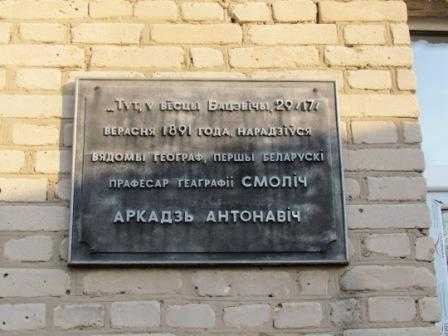 „Тут, у вёсцы Бацэвічы, 29/17/
верасня 1891 года, нарадзіўся
вядомы географ, першы беларускі
прафесар геаграфіі СМОЛІЧ
АРКАДЗЬ АНТОНАВІЧ